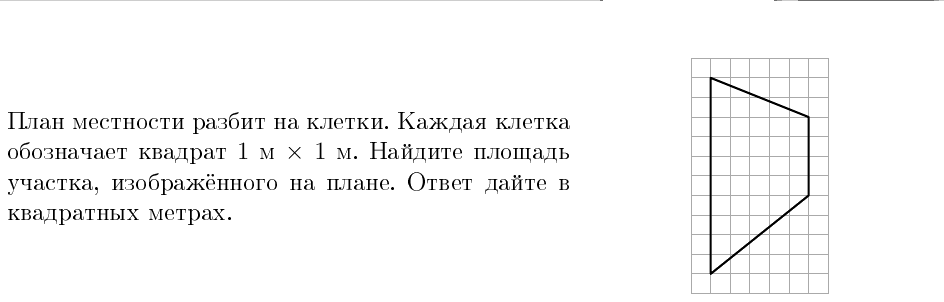 План местности разбит на клетки. Каждая клетка
обозначает квадрат 1 м × 1 м. Найдите площадь
участка, изображённого на плане. Ответ дайте в
квадратных метрах.